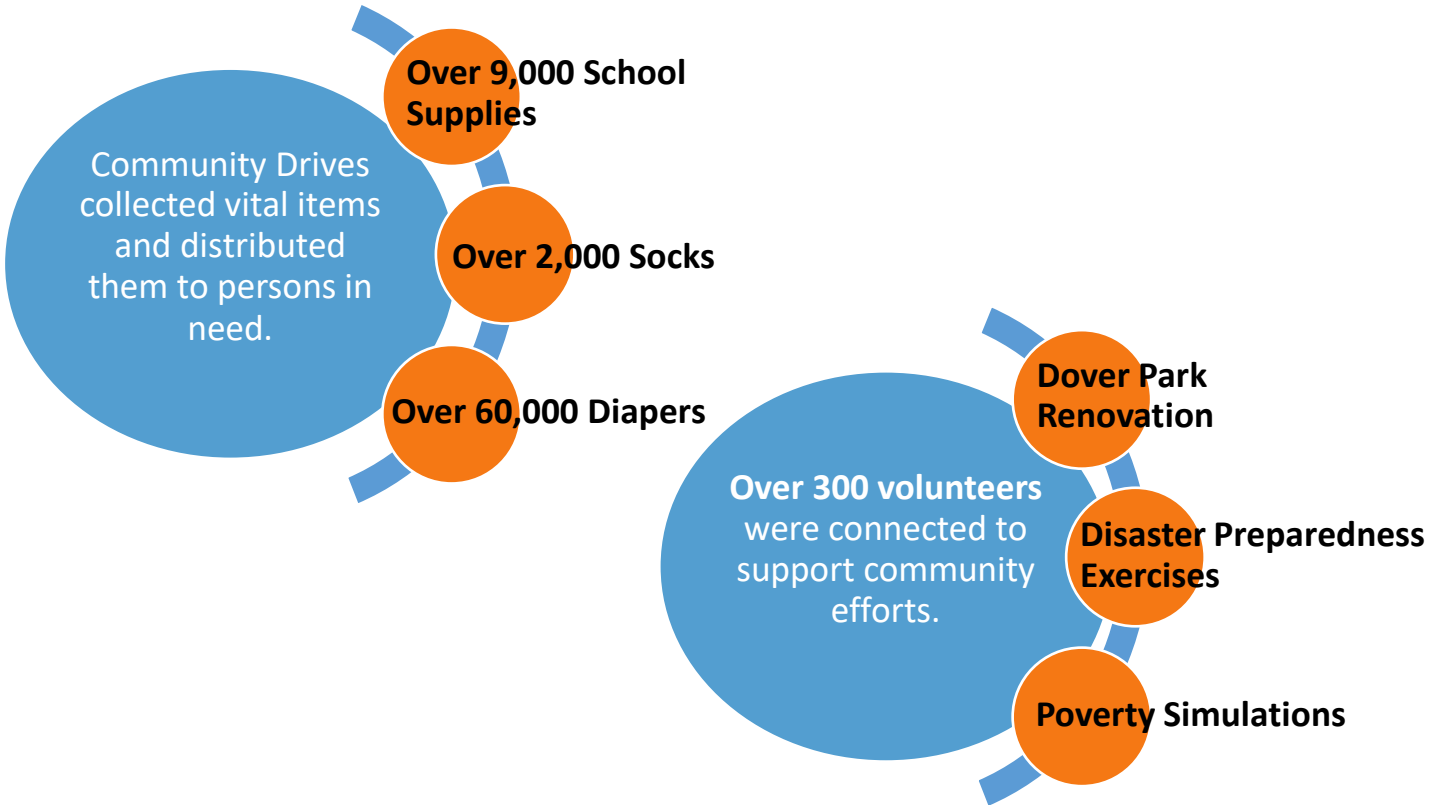 Community Drives
collected vital items
and distributed
them to persons in
need.
Over 9,000 School
Supplies
Over 2,000 Socks
Over 60,000 Diapers
Over 300 volunteers
were connected to
support community
efforts.
Dover Park
Renovation
Disaster Preparedness
Exercises
Poverty Simulations